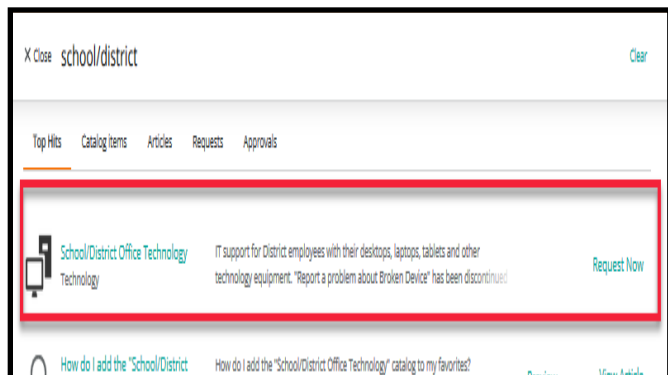 X Close school/district Clear
Top Hits Catalog items Articles Requests Approvals
School/District Office Technology IT support for District employees with their desktops, laptops, tablets and other
Technology technology equipment. "Report a problem about Broken Device" has been discontinued Request Now
How do I add the "School/District How do I add the "School/District Office Technology" catalog to my favorites?
Preview View Article